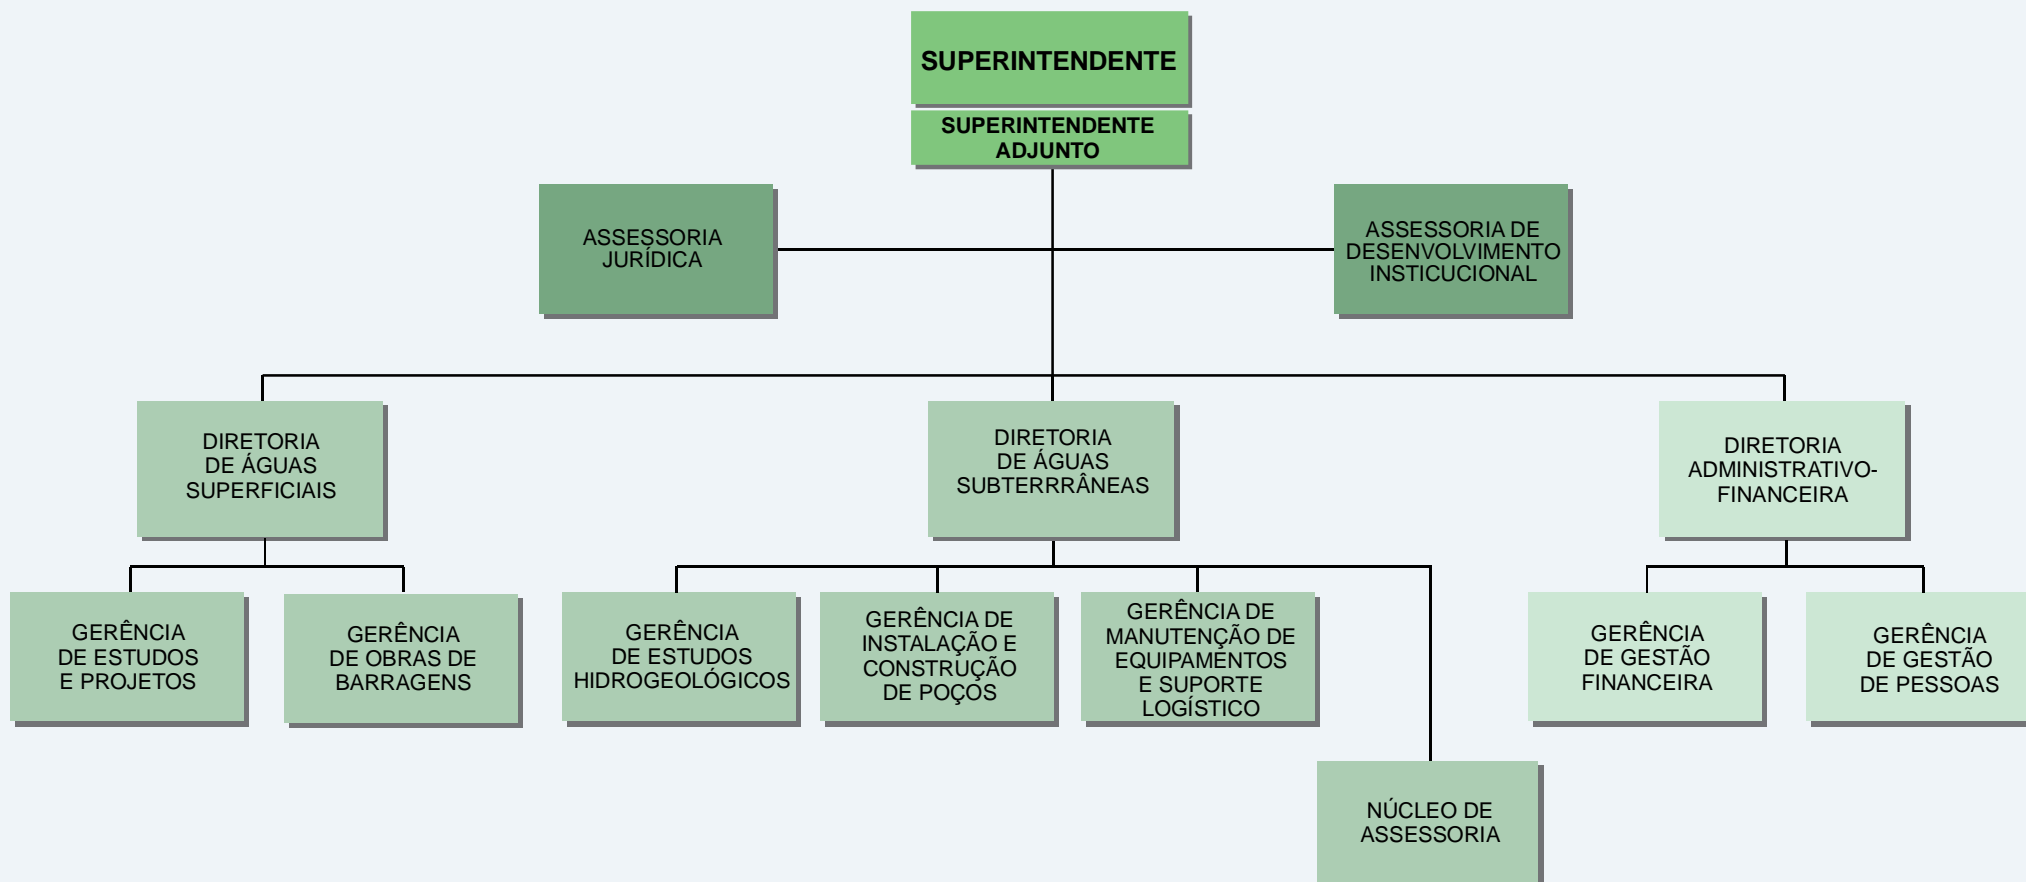 SUPERINTENDENTE
SUPERINTENDENTE
ADJUNTO
ASSESSORIA
JURÍDICA
ASSESSORIA DE
DESENVOLVIMENTO
INSTICUCIONAL
DIRETORIA
DE ÁGUAS
SUPERFICIAIS
DIRETORIA
DE ÁGUAS
SUBTERRRÂNEAS
DIRETORIA
ADMINISTRATIVO-
FINANCEIRA
GERÊNCIA
DE ESTUDOS
E PROJETOS
GERÊNCIA
DE OBRAS DE
BARRAGENS
GERÊNCIA
DE ESTUDOS
HIDROGEOLÓGICOS
GERÊNCIA DE
INSTALAÇÃO E
CONSTRUÇÃO
DE POÇOS
GERÊNCIA DE
MANUTENÇÃO DE
EQUIPAMENTOS
E SUPORTE
LOGÍSTICO
GERÊNCIA
DE GESTÃO
FINANCEIRA
GERÊNCIA
DE GESTÃO
DE PESSOAS
NÚCLEO DE
ASSESSORIA